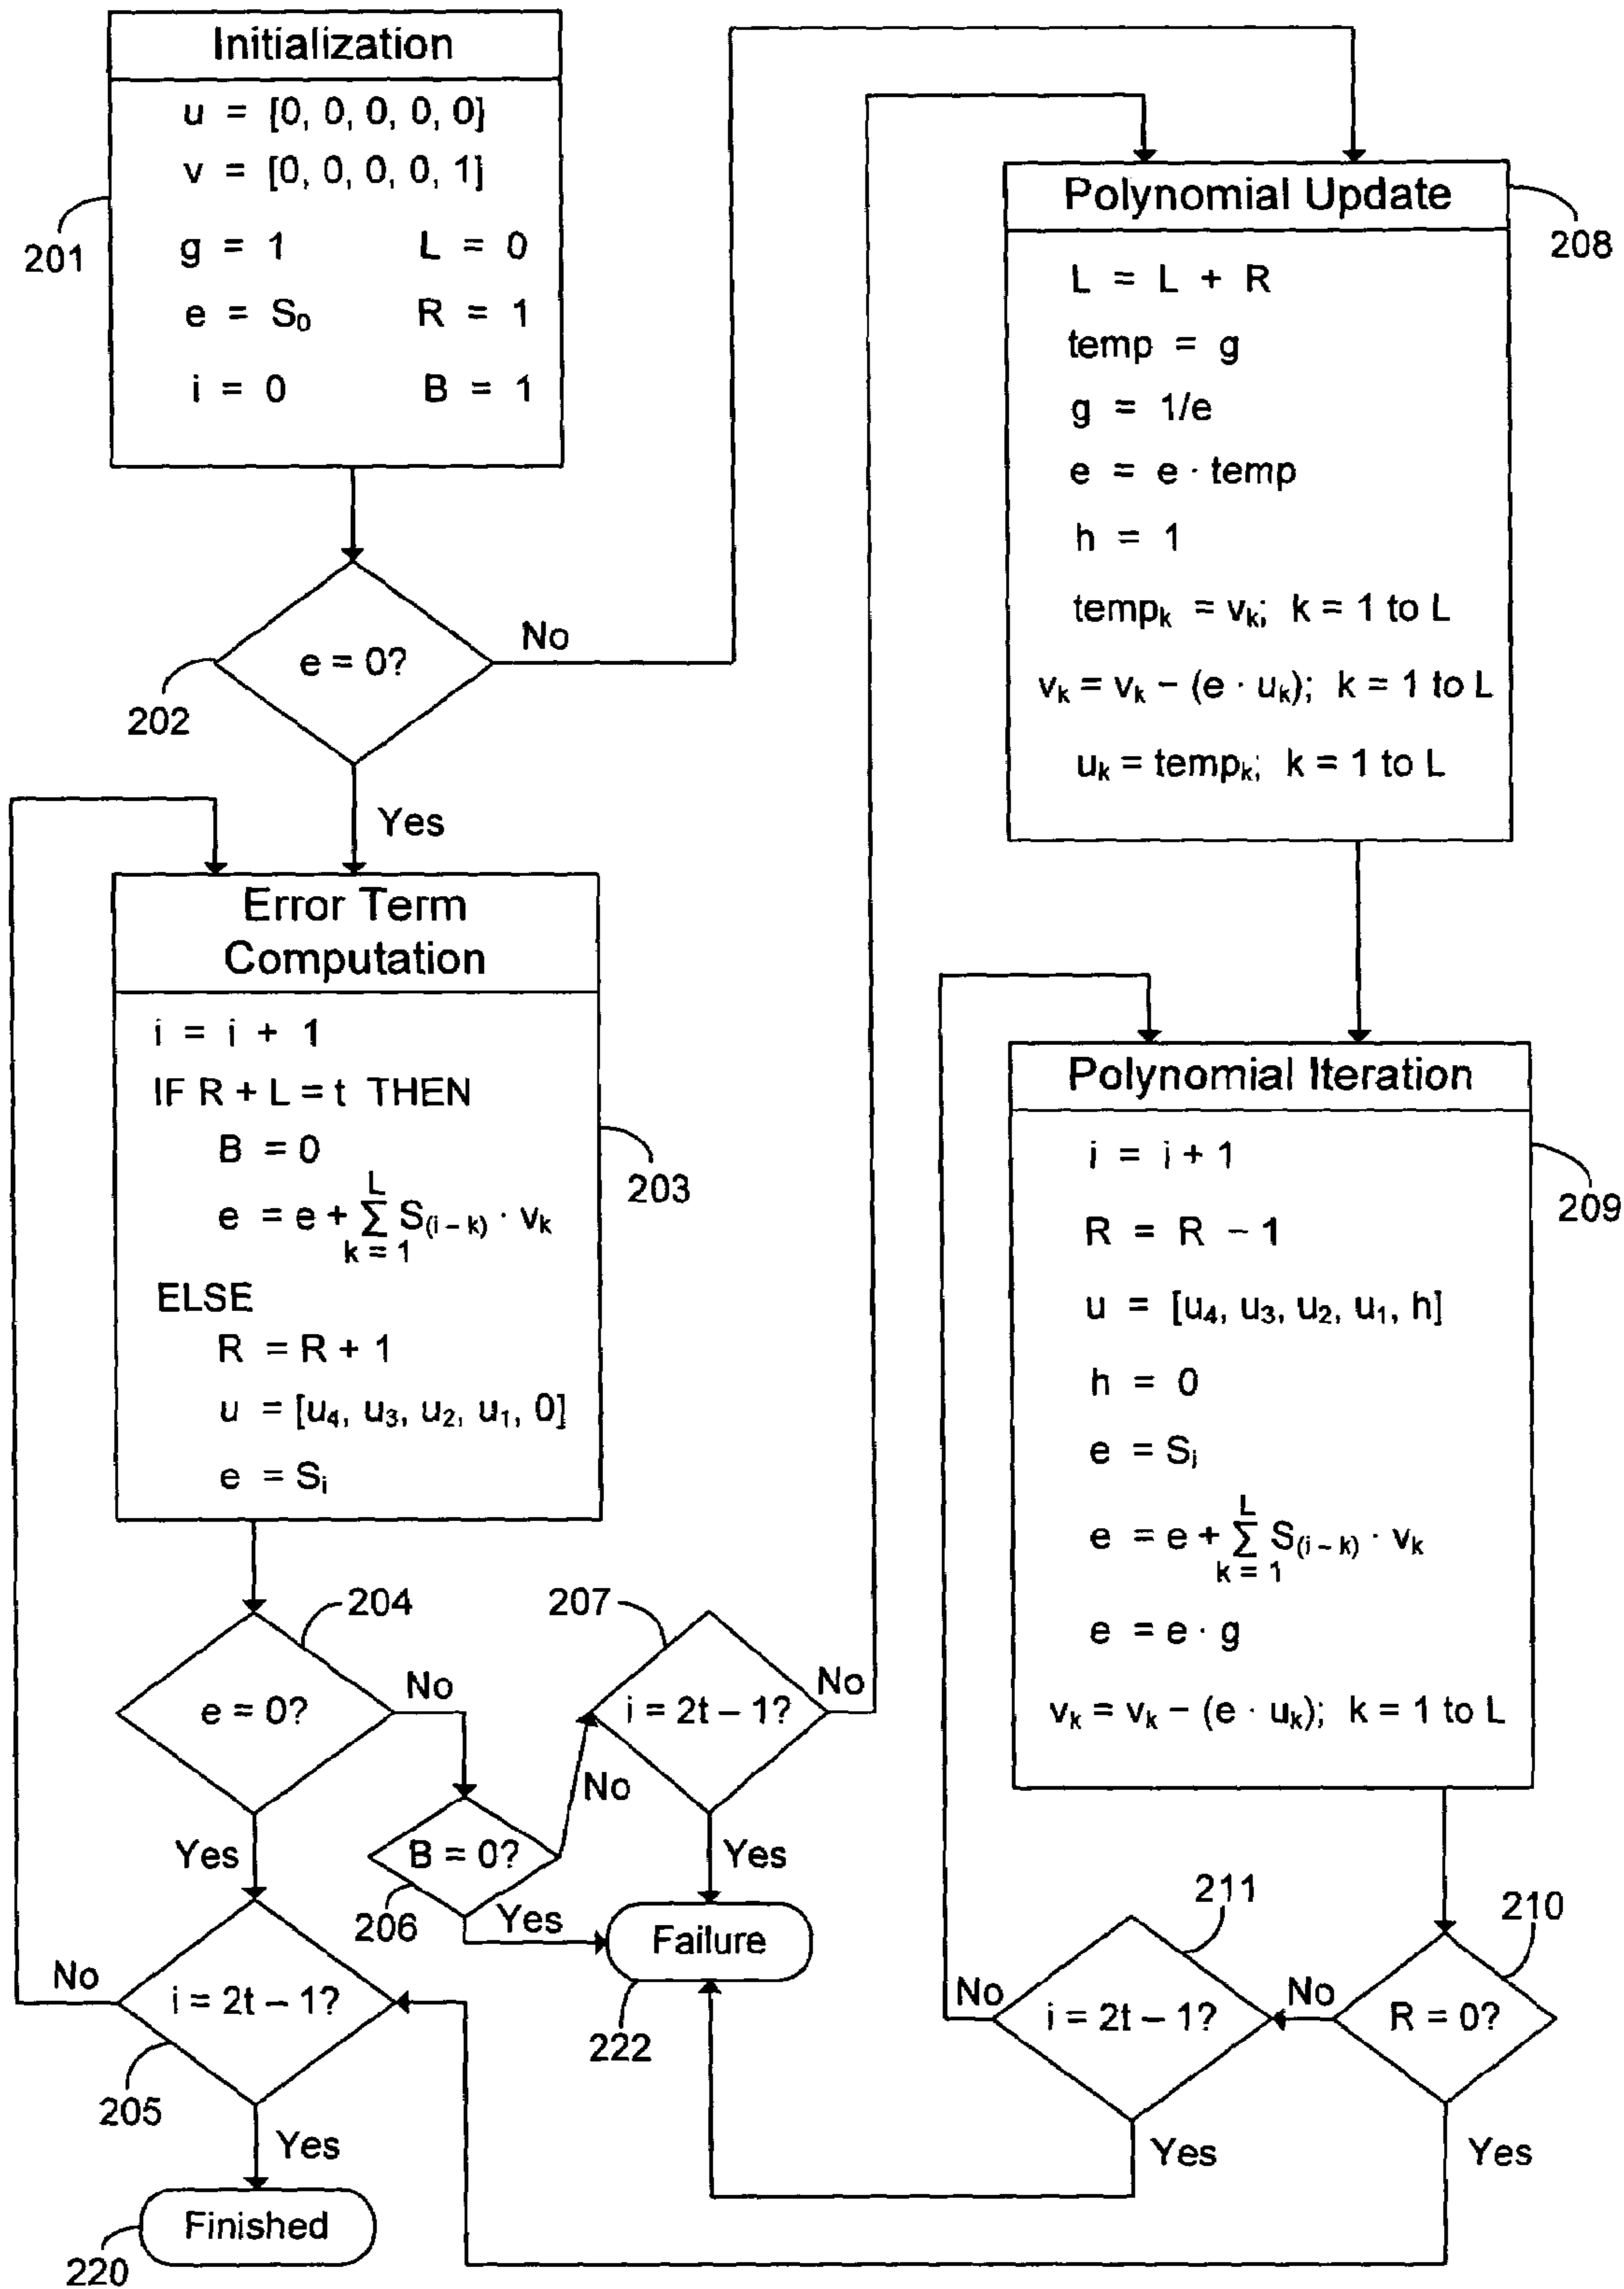 Initialization
u = [0, 0, 0, 0, 0]
v = [0, 0, 0, 0, 1]
g = 1 L = 0
e = S₀ R = 1
i = 0 B = 1
201
e = 0?
No
Yes
202
Error Term
Computation
i = i + 1
IF R + L = t THEN
B = 0
e = e + L Σ k = 1 S(i – k) · vₖ
ELSE
R = R + 1
u = [u₄, u₃, u₂, u₁, 0]
e = Sᵢ
203
204
e = 0?
No
Yes
B = 0?
No
Yes
206
207
i = 2t – 1?
No
Yes
Failure
222
i = 2t – 1?
No
Yes
205
Finished
220
Polynomial Update
L = L + R
temp = g
g = 1/e
e = e · temp
h = 1
tempₖ = vₖ; k = 1 to L
vₖ = vₖ – (e · uₖ); k = 1 to L
uₖ = tempₖ; k = 1 to L
208
Polynomial Iteration
i = i + 1
R = R – 1
u = [u₄, u₃, u₂, u₁, h]
h = 0
e = Sᵢ
e = e + L Σ k = 1 S(i – k) · vₖ
e = e · g
vₖ = vₖ – (e · uₖ); k = 1 to L
209
210
R = 0?
No
Yes
211
i = 2t – 1?
No
Yes